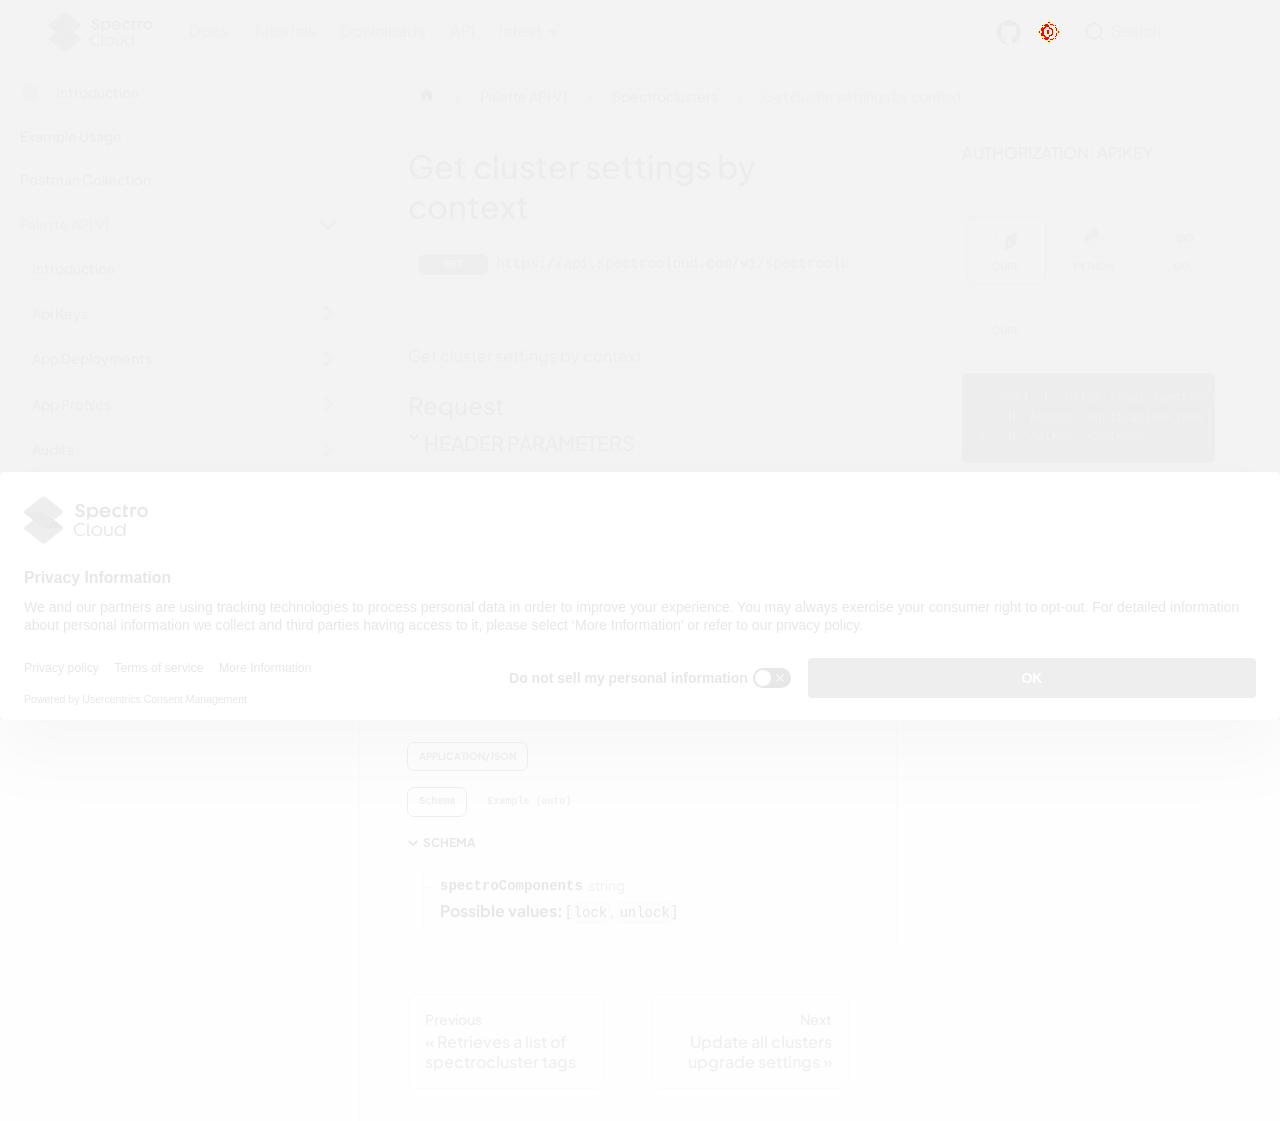 Spectro
Cloud
Docs Tutorials Downloads API latest
Search
Introduction
Palette API V1 Spectroclusters Get cluster settings by context
Example Usage
Postman Collection
Palette API V1
Introduction
Api Keys
App Deployments
App Profiles
Audits
Get cluster settings by
context
GET https://api.spectrocloud.com/v1/spectroclu
Get cluster settings by context
Request
HEADER PARAMETERS
AUTHORIZATION: APIKEY
CURL PYTHON GO
CURL
Spectro
Cloud
Privacy Information
We and our partners are using tracking technologies to process personal data in order to improve your experience. You may always exercise your consumer right to opt-out. For detailed information
about personal information we collect and third parties having access to it, please select ‘More Information’ or refer to our privacy policy.
Privacy policy Terms of service More Information
Do not sell my personal information
OK
Powered by Usercentrics Consent Management
APPLICATION/JSON
Schema Example (auto)
SCHEMA
spectroComponents string
Possible values: [lock, unlock]
Previous
« Retrieves a list of
spectrocluster tags
Next
Update all clusters
upgrade settings »